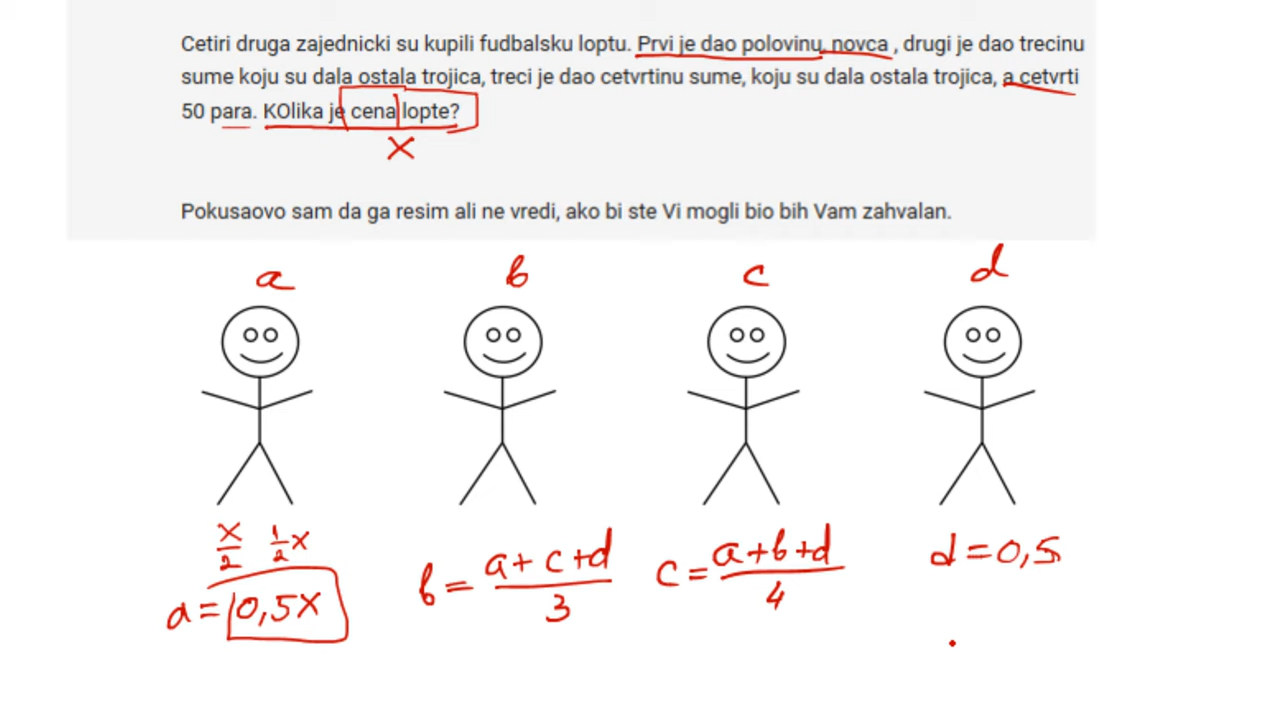 Cetiri druga zajednicki su kupili fudbalsku loptu. Prvi je dao polovinu novca , drugi je dao trecinu
sume koju su dala ostala trojica, treci je dao cetvrtinu sume, koju su dala ostala trojica, a cetvrti
50 para. KOlika je cena lopte?
x
Pokusaovo sam da ga resim ali ne vredi, ako bi ste Vi mogli bio bih Vam zahvalan.
a b c d
x/2 1/2x
a=0,5x
b=(a+c+d)/3
c=(a+b+d)/4
d=0,5